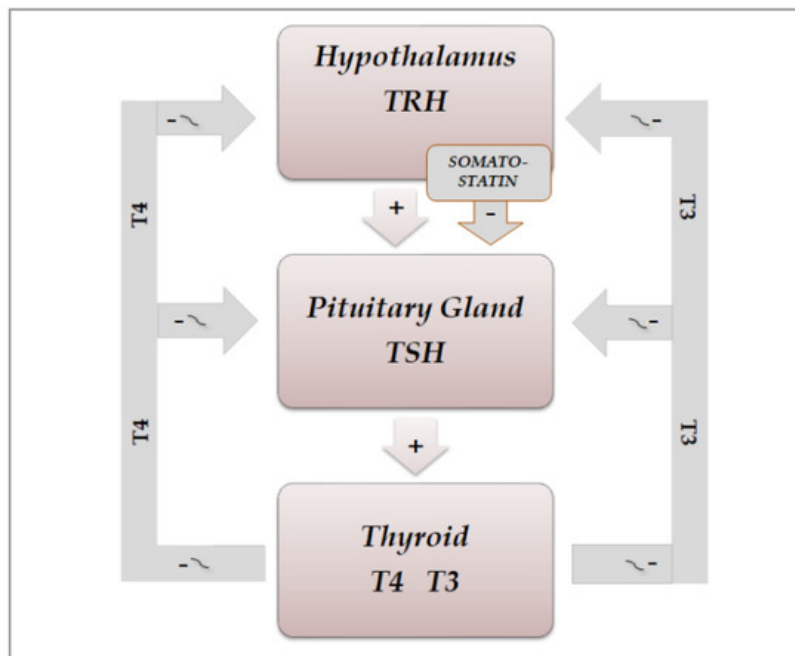 Hypothalamus
TRH
SOMATO-
STATIN
+
-
-~
~-
T4
T3
Pituitary Gland
TSH
-~
~-
T4
T3
+
Thyroid
T4 T3
-~
~-